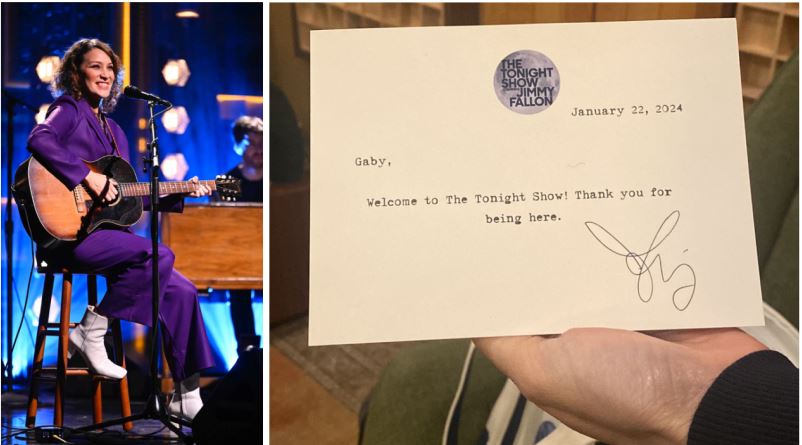 THE
TONIGHT
SHOW
JIMMY
FALLON
January 22, 2024
Gaby,
Welcome to The Tonight Show! Thank you for
being here.